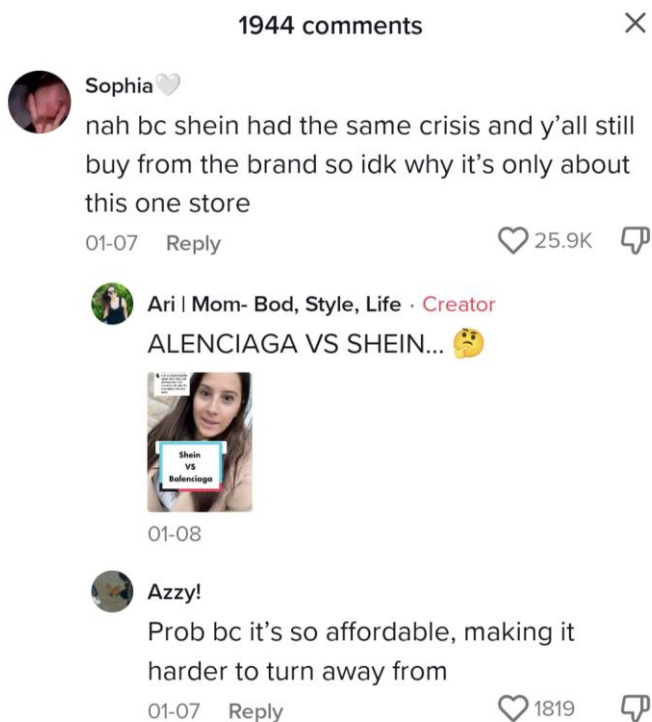 1944 comments
Sophia🤍
nah bc shein had the same crisis and y’all still
buy from the brand so idk why it’s only about
this one store
01-07 Reply 25.9K
Ari | Mom- Bod, Style, Life · Creator
ALENCIAGA VS SHEIN... 🤔
Shein
VS
Balenciaga
01-08
Azzy!
Prob bc it’s so affordable, making it
harder to turn away from
01-07 Reply 1819